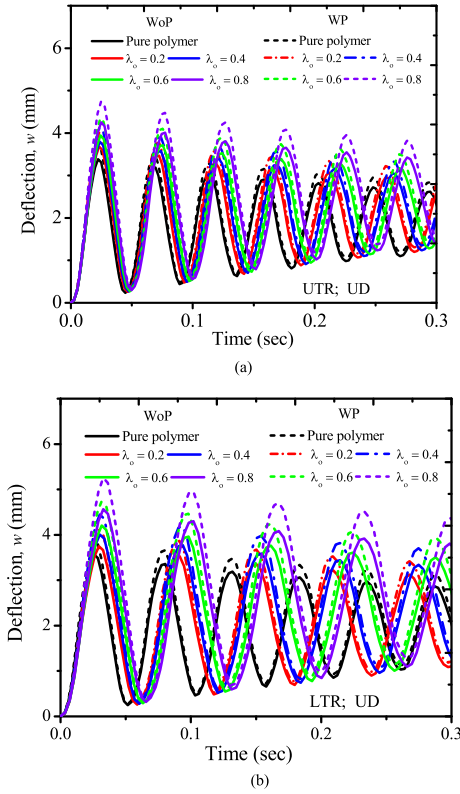 WoP WP
Pure polymer Pure polymer
λo = 0.2 λo = 0.4 λo = 0.2 λo = 0.4
λo = 0.6 λo = 0.8 λo = 0.6 λo = 0.8
Deflection, w (mm)
6
4
2
0
UTR; UD
0.0 0.1 0.2 0.3
Time (sec)
(a)
WoP WP
Pure polymer Pure polymer
λo = 0.2 λo = 0.4 λo = 0.2 λo = 0.4
λo = 0.6 λo = 0.8 λo = 0.6 λo = 0.8
Deflection, w (mm)
6
4
2
0
LTR; UD
0.0 0.1 0.2 0.3
Time (sec)
(b)